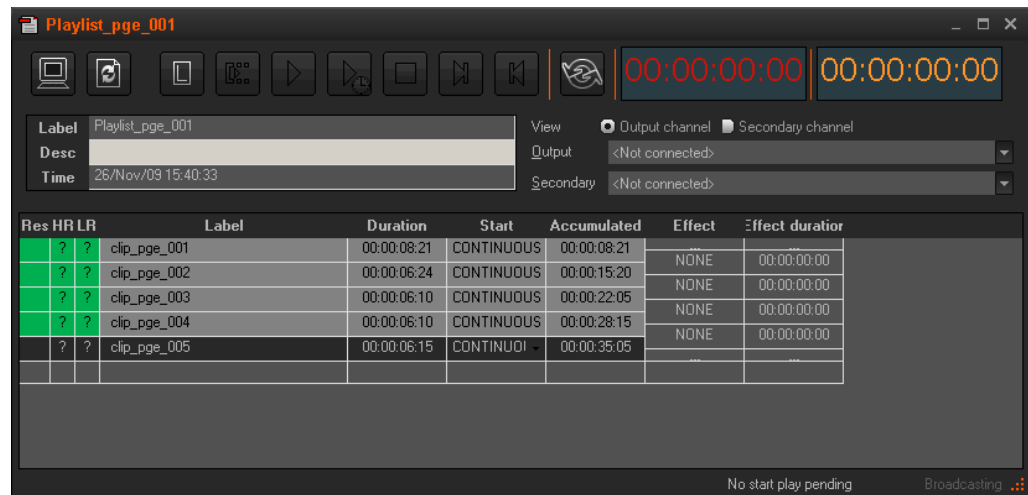 Playlist_pge_001
00:00:00:00 00:00:00:00
Label Playlist_pge_001
Desc
Time 26/Nov/09 15:40:33
View Output channel Secondary channel
Output <Not connected>
Secondary <Not connected>
Res HR LR Label Duration Start Accumulated Effect Effect duration
? ? clip_pge_001 00:00:08:21 CONTINUOUS 00:00:08:21 ... ...
NONE 00:00:00:00
? ? clip_pge_002 00:00:06:24 CONTINUOUS 00:00:15:20
NONE 00:00:00:00
? ? clip_pge_003 00:00:06:10 CONTINUOUS 00:00:22:05
NONE 00:00:00:00
? ? clip_pge_004 00:00:06:10 CONTINUOUS 00:00:28:15
NONE 00:00:00:00
? ? clip_pge_005 00:00:06:15 CONTINUOI 00:00:35:05 ... ...
No start play pending Broadcasting